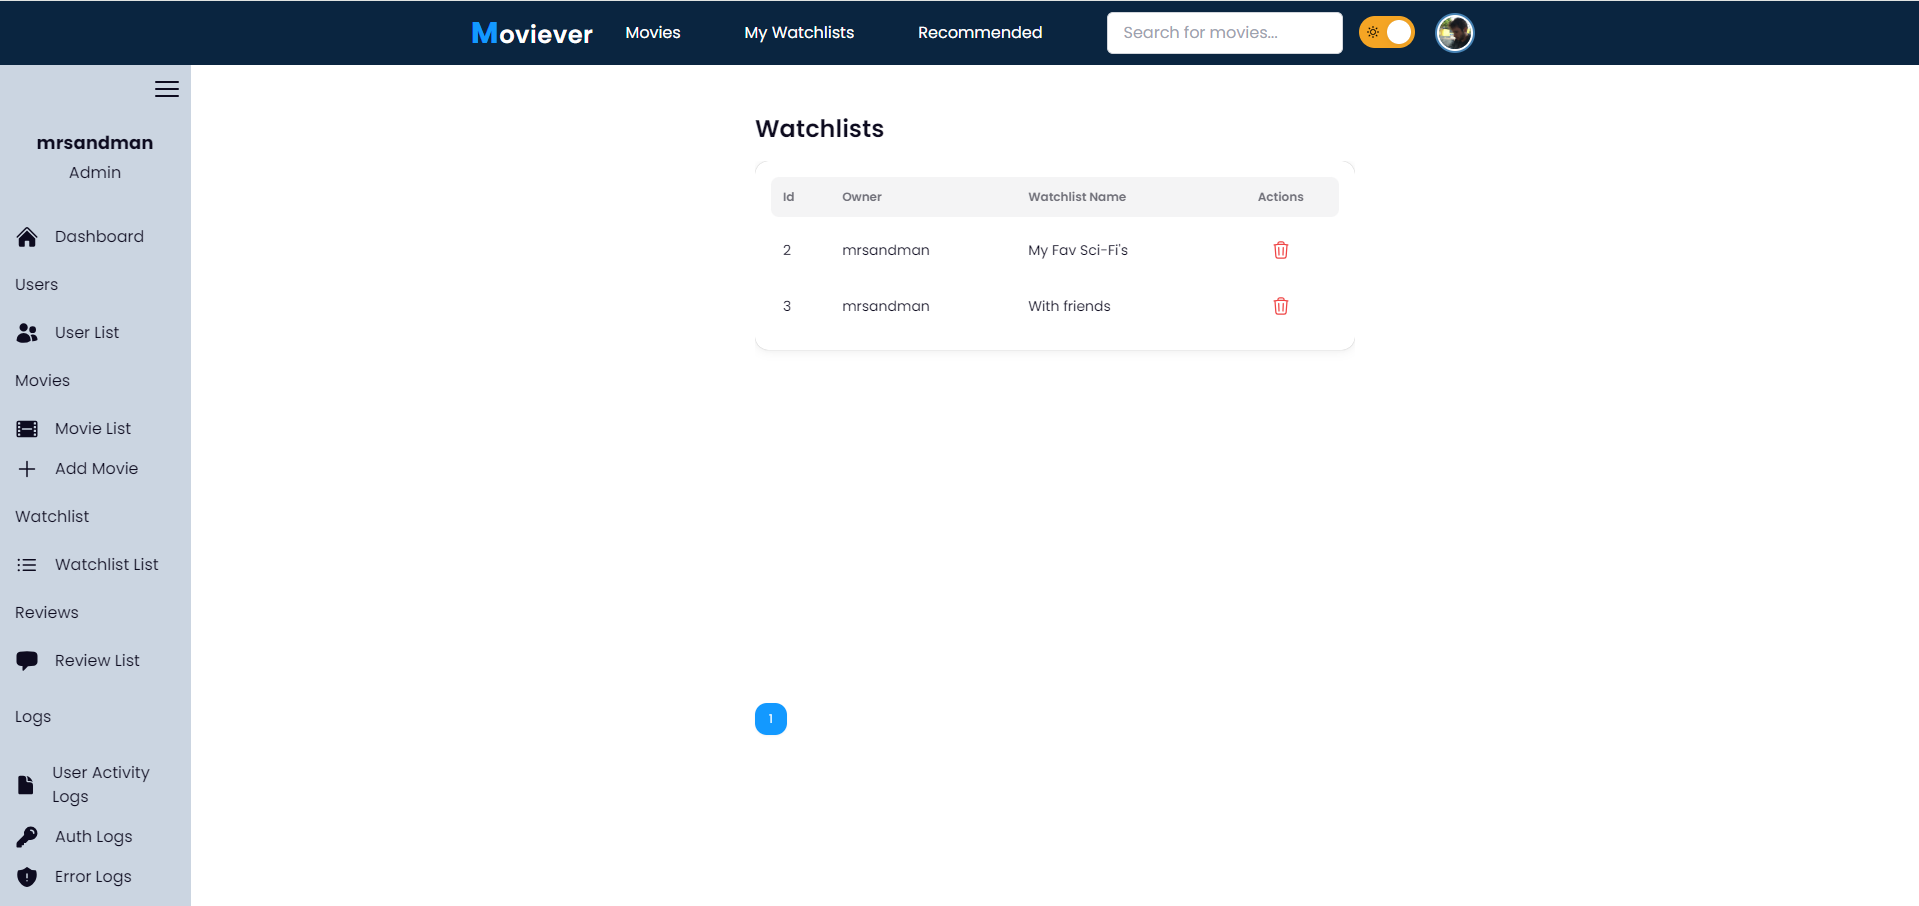 Moviever Movies My Watchlists Recommended Search for movies...
mrsandman
Admin
Dashboard
Users
User List
Movies
Movie List
Add Movie
Watchlist
Watchlist List
Reviews
Review List
Logs
User Activity
Logs
Auth Logs
Error Logs
Watchlists
Id Owner Watchlist Name Actions
2 mrsandman My Fav Sci-Fi's
3 mrsandman With friends
1